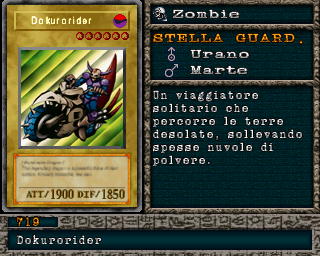 Dokurorider
ATT/1900 DIF/1850
Zombie
STELLA GUARD.
Urano
Marte
Un viaggiatore
solitario che
percorre le terre
desolate, sollevando
spesse nuvole di
polvere.
719
Dokurorider